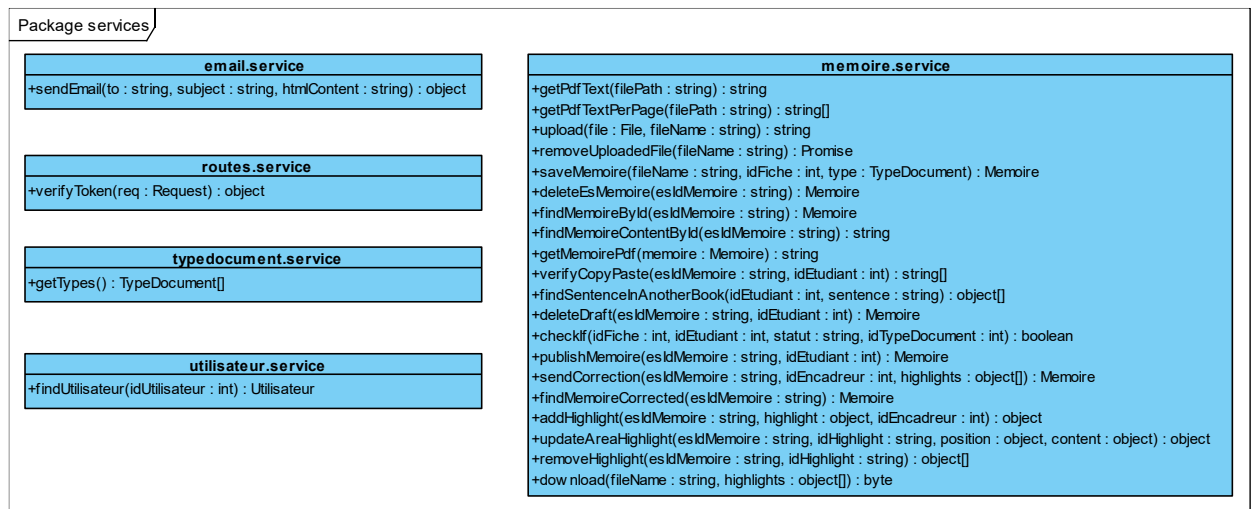 Package services
email.service
+sendEmail(to : string, subject : string, htmlContent : string) : object
routes.service
+verifyToken(req : Request) : object
typedocument.service
+getTypes() : TypeDocument[]
utilisateur.service
+findUtilisateur(idUtilisateur : int) : Utilisateur
memoire.service
+getPdfText(filePath : string) : string
+getPdfTextPerPage(filePath : string) : string[]
+upload(file : File, fileName : string) : string
+removeUploadedFile(fileName : string) : Promise
+saveMemoire(fileName : string, idFiche : int, type : TypeDocument) : Memoire
+deleteEsMemoire(esIdMemoire : string) : Memoire
+findMemoireById(esIdMemoire : string) : Memoire
+findMemoireContentById(esIdMemoire : string) : string
+getMemoirePdf(memoire : Memoire) : string
+verifyCopyPaste(esIdMemoire : string, idEtudiant : int) : string[]
+findSentenceInAnotherBook(idEtudiant : int, sentence : string) : object[]
+deleteDraft(esIdMemoire : string, idEtudiant : int) : Memoire
+checkIf(idFiche : int, idEtudiant : int, statut : string, idTypeDocument : int) : boolean
+publishMemoire(esIdMemoire : string, idEtudiant : int) : Memoire
+sendCorrection(esIdMemoire : string, idEncadreur : int, highlights : object[]) : Memoire
+findMemoireCorrected(esIdMemoire : string) : Memoire
+addHighlight(esIdMemoire : string, highlight : object, idEncadreur : int) : object
+updateAreaHighlight(esIdMemoire : string, idHighlight : string, position : object, content : object) : object
+removeHighlight(esIdMemoire : string, idHighlight : string) : object[]
+download(fileName : string, highlights : object[]) : byte